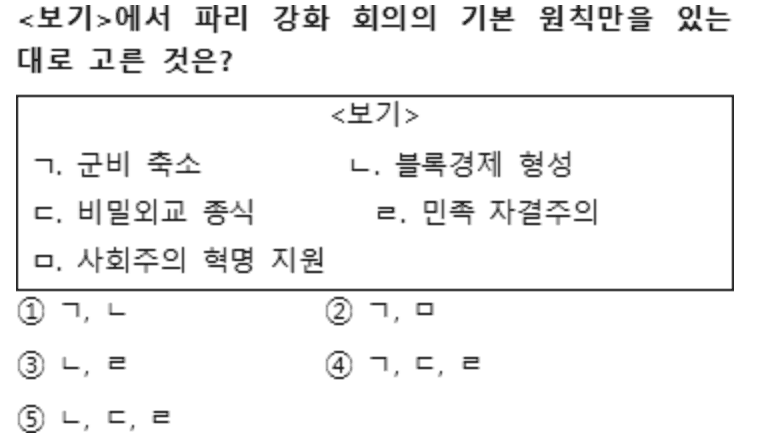 <보기>에서 파리 강화 회의의 기본 원칙만을 있는
대로 고른 것은?
<보기>
ㄱ. 군비 축소 ㄴ. 블록경제 형성
ㄷ. 비밀외교 종식 ㄹ. 민족 자결주의
ㅁ. 사회주의 혁명 지원
① ㄱ, ㄴ ② ㄱ, ㅁ
③ ㄴ, ㄹ ④ ㄱ, ㄷ, ㄹ
⑤ ㄴ, ㄷ, ㄹ